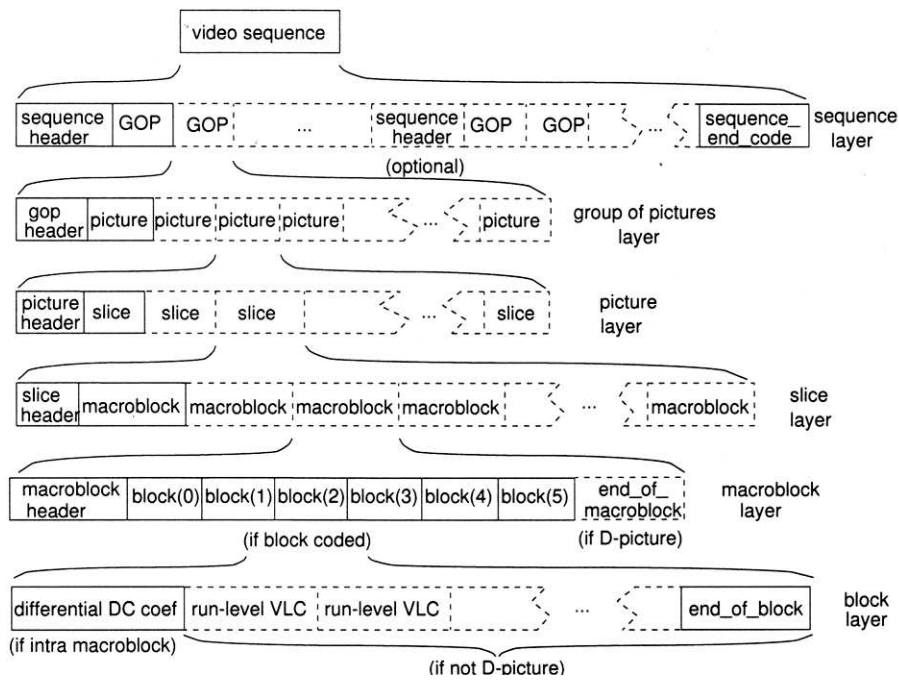 video sequence
sequence header GOP GOP ... sequence header GOP GOP ... sequence_ end_code sequence layer
(optional)
gop header picture picture picture picture ... picture group of pictures layer
picture header slice slice slice ... slice picture layer
slice header macroblock macroblock macroblock macroblock ... macroblock slice layer
macroblock header block(0) block(1) block(2) block(3) block(4) block(5) end_of_ macroblock macroblock layer
(if block coded) (if D-picture)
differential DC coef run-level VLC run-level VLC ... end_of_block block layer
(if intra macroblock) (if not D-picture)